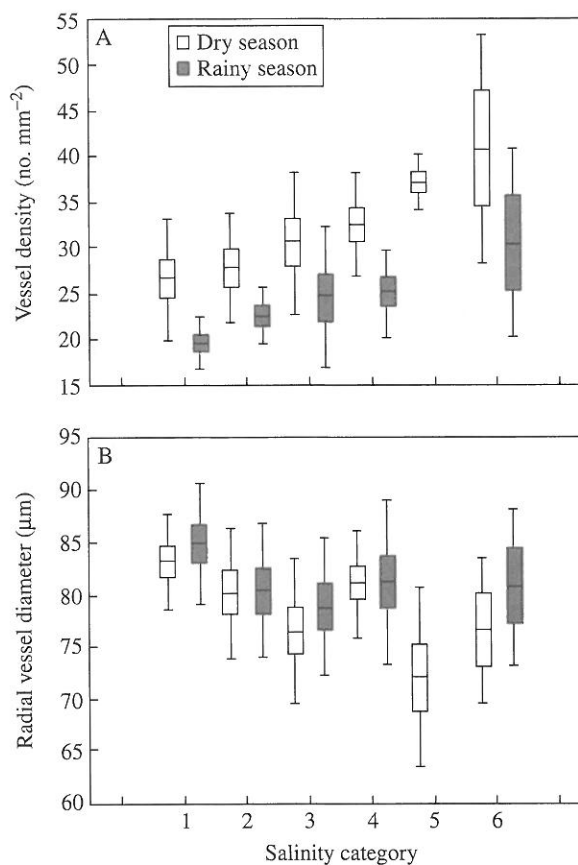 A
Dry season
Rainy season
Vessel density (no. mm⁻²)
55
50
45
40
35
30
25
20
15
B
Radial vessel diameter (μm)
95
90
85
80
75
70
65
60
1 2 3 4 5 6
Salinity category